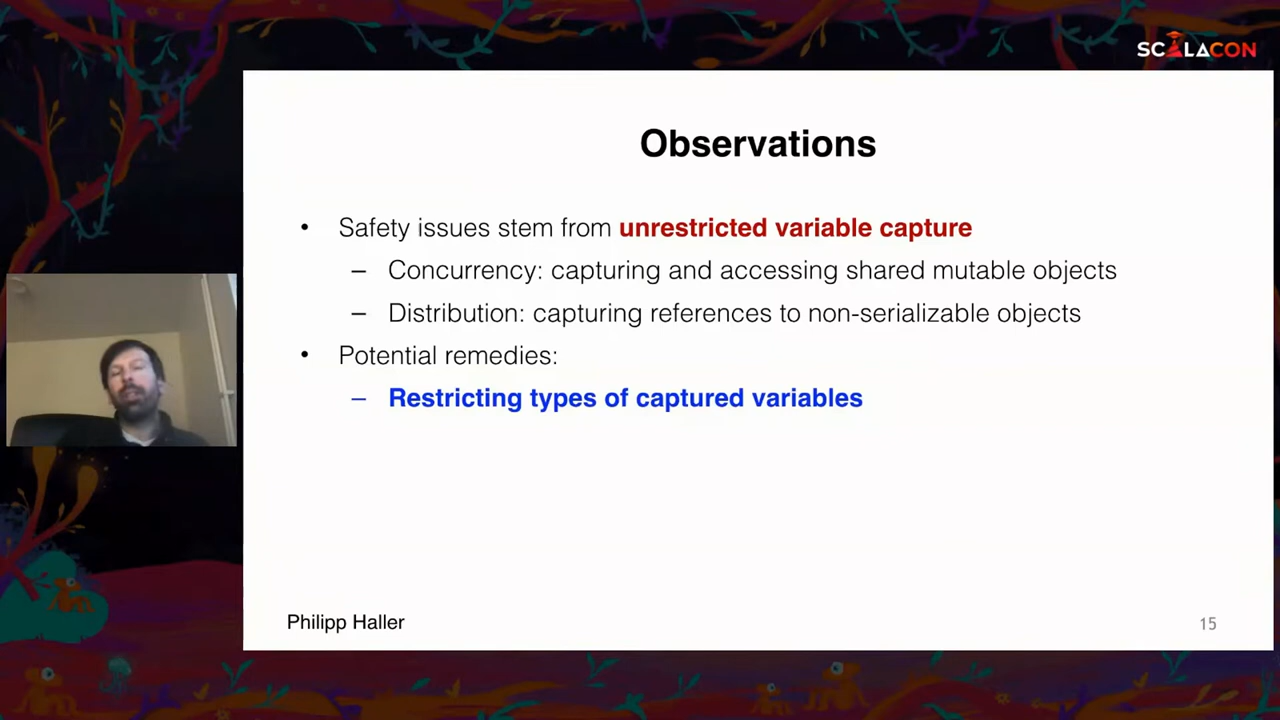 SCALACON
Observations
• Safety issues stem from unrestricted variable capture
– Concurrency: capturing and accessing shared mutable objects
– Distribution: capturing references to non-serializable objects
• Potential remedies:
– Restricting types of captured variables
Philipp Haller
15